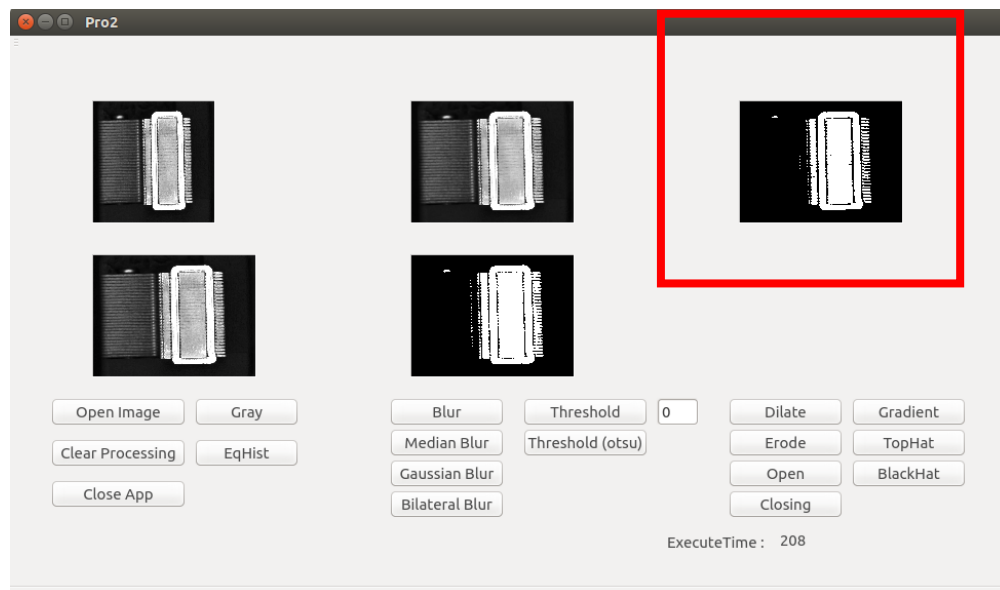 Pro2
Open Image Gray
Clear Processing EqHist
Close App
Blur Threshold 0
Median Blur Threshold (otsu)
Gaussian Blur
Bilateral Blur
Dilate Gradient
Erode TopHat
Open BlackHat
Closing
ExecuteTime : 208